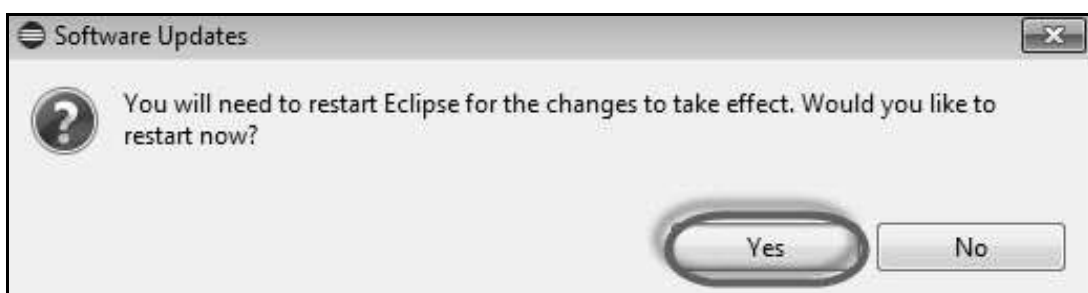 Software Updates
You will need to restart Eclipse for the changes to take effect. Would you like to
restart now?
Yes
No